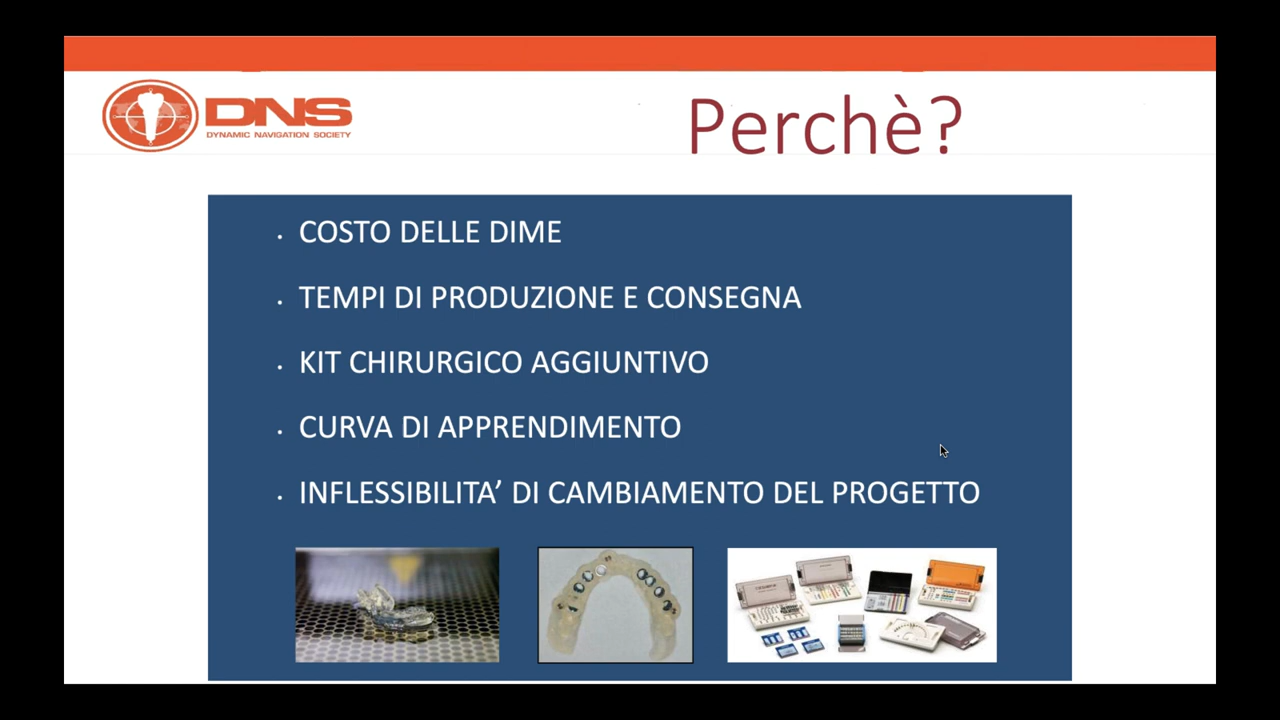 DNS
DYNAMIC NAVIGATION SOCIETY
Perchè?
• COSTO DELLE DIME
• TEMPI DI PRODUZIONE E CONSEGNA
• KIT CHIRURGICO AGGIUNTIVO
• CURVA DI APPRENDIMENTO
• INFLESSIBILITA’ DI CAMBIAMENTO DEL PROGETTO